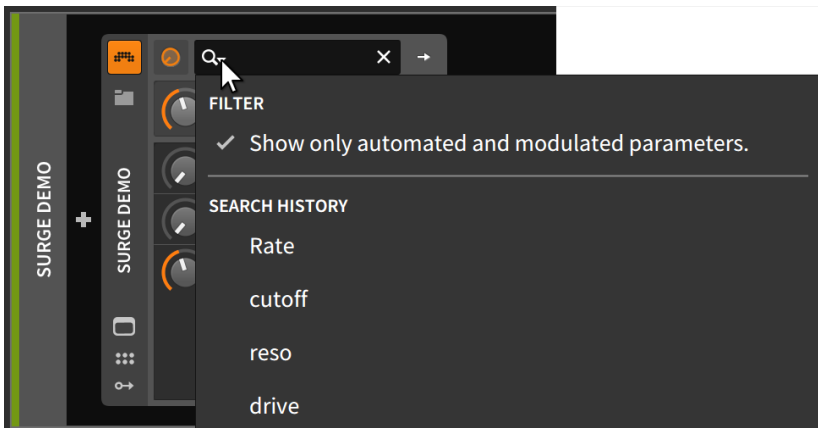 SURGE DEMO
SURGE DEMO
FILTER
Show only automated and modulated parameters.
SEARCH HISTORY
Rate
cutoff
reso
drive